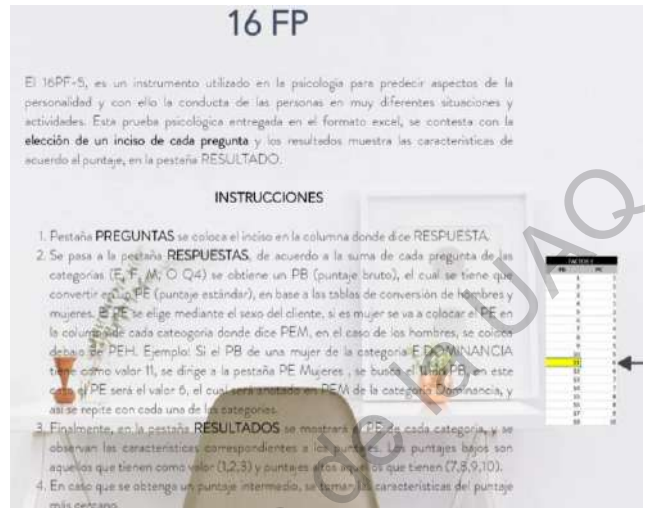 16 FP
El 16PF-5, es un instrumento utilizado en la psicología para predecir aspectos de la
personalidad y con ello la conducta de las personas en muy diferentes situaciones y
actividades. Esta prueba psicológica entregada en el formato excel, se contesta con la
elección de un inciso de cada pregunta y los resultados muestra las características de
acuerdo al puntaje, en la pestaña RESULTADO.
INSTRUCCIONES
1. Pestaña PREGUNTAS se coloca el inciso en la columna donde dice RESPUESTA.
2. Se pasa a la pestaña RESPUESTAS, de acuerdo a la suma de cada pregunta de las
categorias (E, F, M, O Q4) se obtiene un PB (puntaje bruto), el cual se tiene que
convertir en PE (puntaje estándar), en base a las tablas de conversión de hombres y
mujeres. El PE se elige mediante el sexo del cliente, si es mujer se va a colocar el PE en
la columna de cada cateogoria donde dice PEM, en el caso de los hombres, se coloca
debajo de PEH. Ejemplo: Si el PB de una mujer de la categoria E DOMINANCIA
tiene como valor 11, se dirige a la pestaña PE Mujeres , se busca el PB, en este
caso el PE será el valor 6, el cual será anotado en PEM de la categoria Dominancia, y
así se repite con cada una de las categorias.
3. Finalmente, en la pestaña RESULTADOS se mostrará el PE de cada categoría, y se
observan las características correspondientes a los puntajes. Los puntajes bajos son
aquellos que tienen como valor (1,2,3) y puntajes altos aquellos que tienen (7,8,9,10).
4. En caso que se obtenga un puntaje intermedio, se toman las características del puntaje
más cercano.
de la UAQ